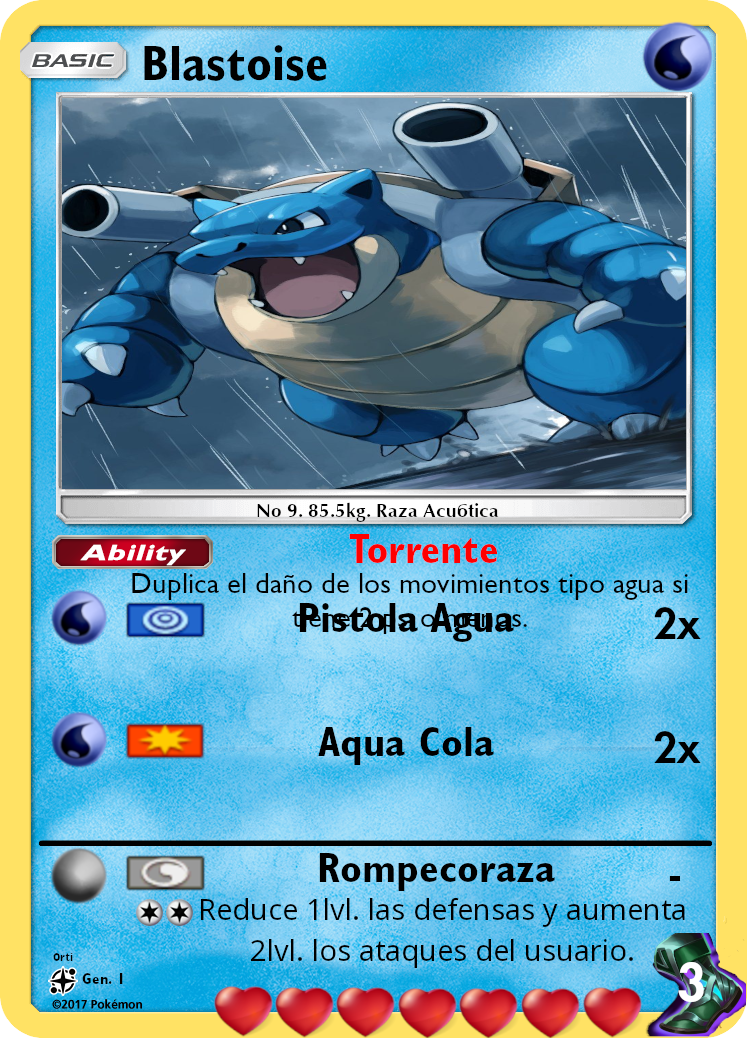 BASIC Blastoise
No 9. 85.5kg. Raza Acuбtica
Ability Torrente
Duplica el daño de los movimientos tipo agua si
Pistola Agua 2x
Aqua Cola 2x
Rompecoraza -
Reduce 1lvl. las defensas y aumenta
2lvl. los ataques del usuario.
Orti
Gen. I
©2017 Pokémon
3